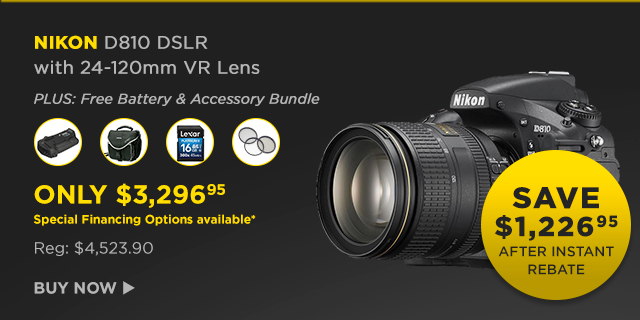 NIKON D810 DSLR
with 24-120mm VR Lens
PLUS: Free Battery & Accessory Bundle
Lexar
PLATINUM II
16GB
ONLY $3,296.95
Special Financing Options available*
Reg: $4,523.90
BUY NOW ▶
Nikon
D810
SAVE
$1,226.95
AFTER INSTANT
REBATE